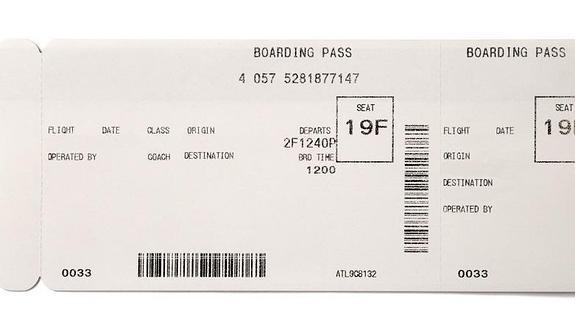 BOARDING PASS
4 057 5281877147
SEAT
19F
FLIGHT DATE CLASS ORIGIN DEPARTS
2F1240P
OPERATED BY COACH DESTINATION BRD TIME
1200
0033 ATL9C8132
BOARDING PASS
SEAT
19
FLIGHT DATE
ORIGIN
DESTINATION
OPERATED BY
0033